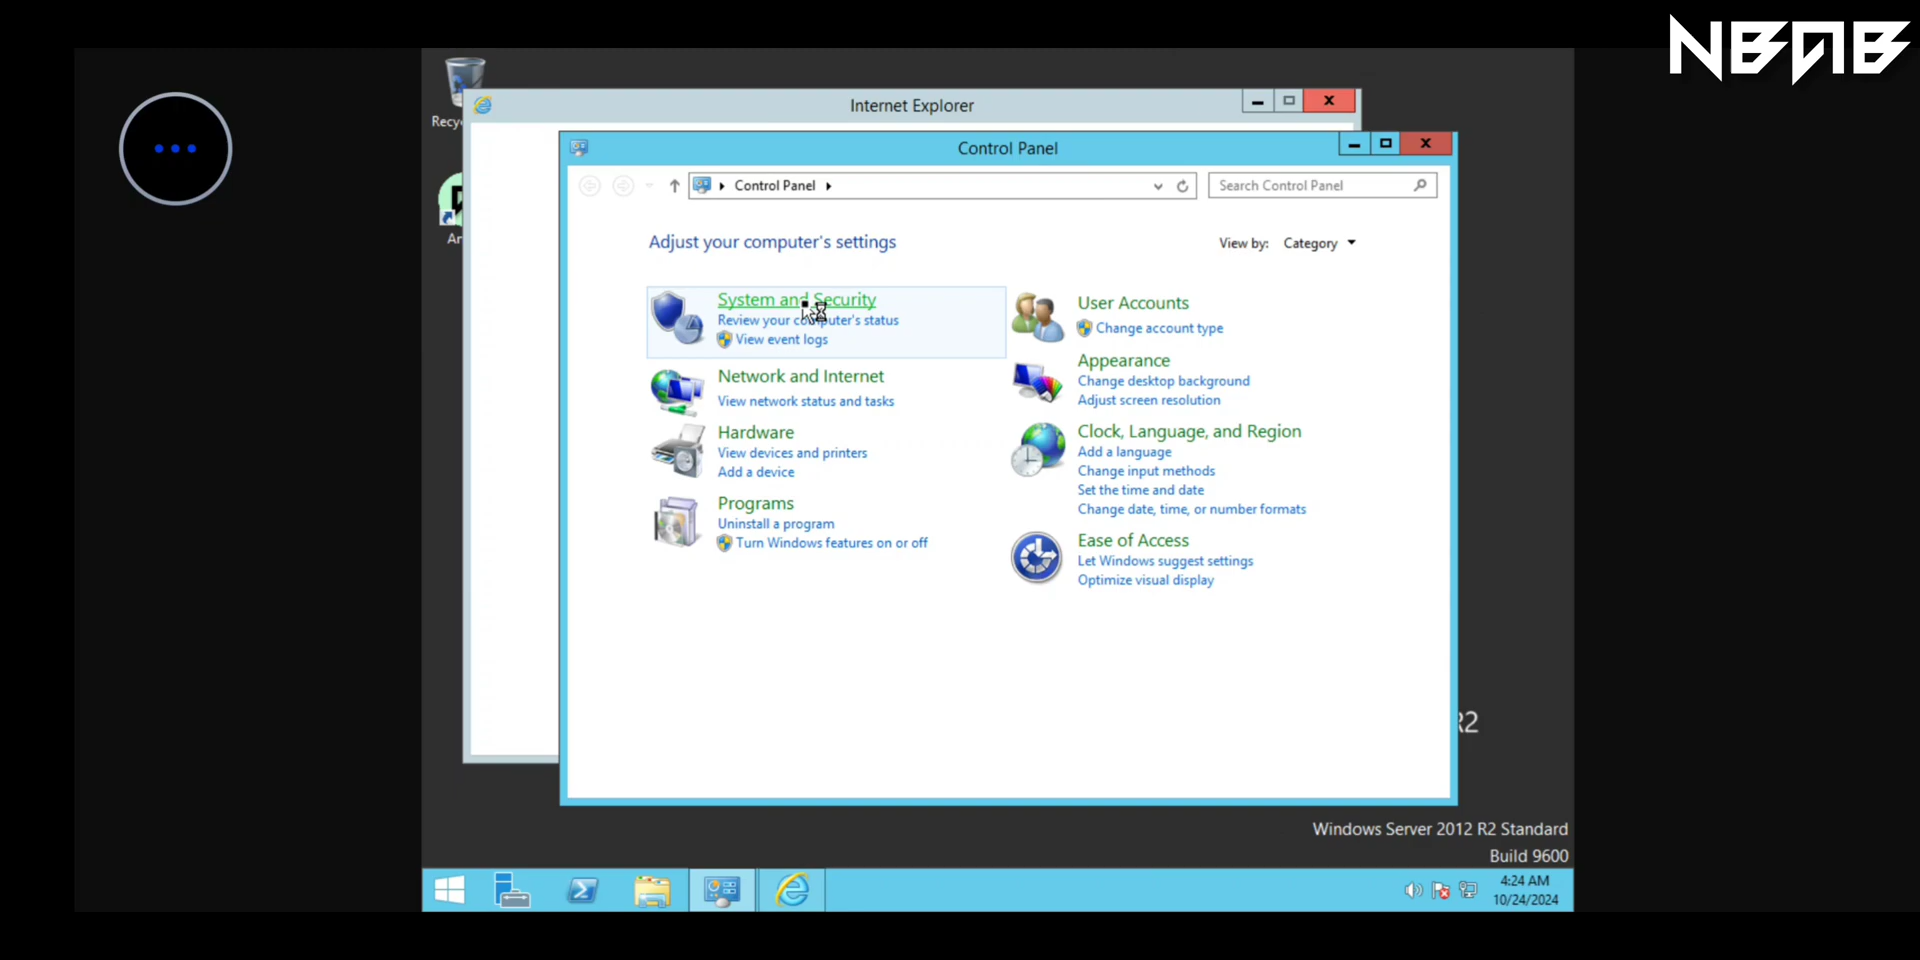 NBAB
Recy
Internet Explorer
Control Panel
Control Panel
Search Control Panel
Adjust your computer's settings
View by: Category
System and Security
Review your computer's status
View event logs
Network and Internet
View network status and tasks
Hardware
View devices and printers
Add a device
Programs
Uninstall a program
Turn Windows features on or off
User Accounts
Change account type
Appearance
Change desktop background
Adjust screen resolution
Clock, Language, and Region
Add a language
Change input methods
Set the time and date
Change date, time, or number formats
Ease of Access
Let Windows suggest settings
Optimize visual display
Ar
R2
Windows Server 2012 R2 Standard
Build 9600
4:24 AM
10/24/2024